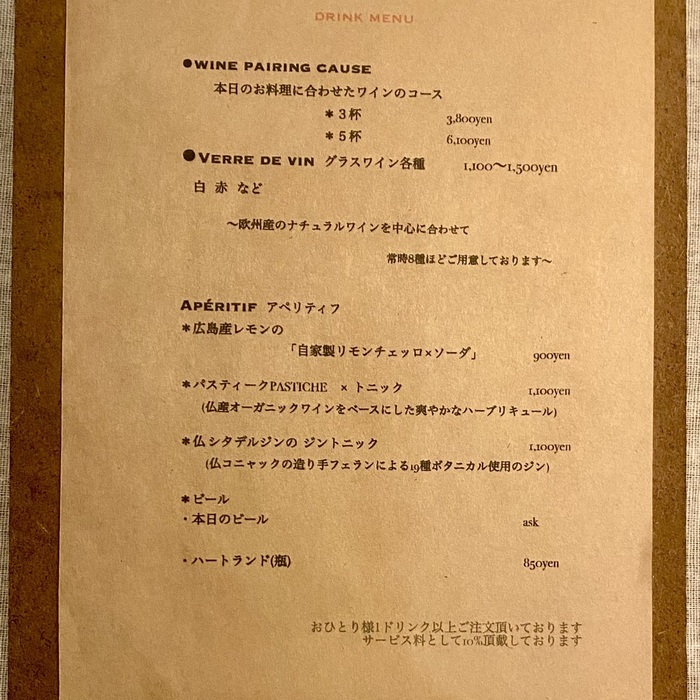 DRINK MENU
●WINE PAIRING CAUSE
本日のお料理に合わせたワインのコース
＊３杯 3,800yen
＊５杯 6,100yen
●VERRE DE VIN グラスワイン各種 1,100〜1,500yen
白 赤 など
〜欧州産のナチュラルワインを中心に合わせて
常時8種ほどご用意しております〜
APÉRITIF アペリティフ
＊広島産レモンの
「自家製リモンチェッロ×ソーダ」 900yen
＊パスティークPASTICHE × トニック 1,100yen
(仏産オーガニックワインをベースにした爽やかなハーブリキュール)
＊仏シタデルジンの ジントニック 1,100yen
(仏コニャックの造り手フェランによる19種ボタニカル使用のジン)
＊ビール
・本日のビール ask
・ハートランド(瓶) 850yen
おひとり様1ドリンク以上ご注文頂いております
サービス料として10%頂戴しております